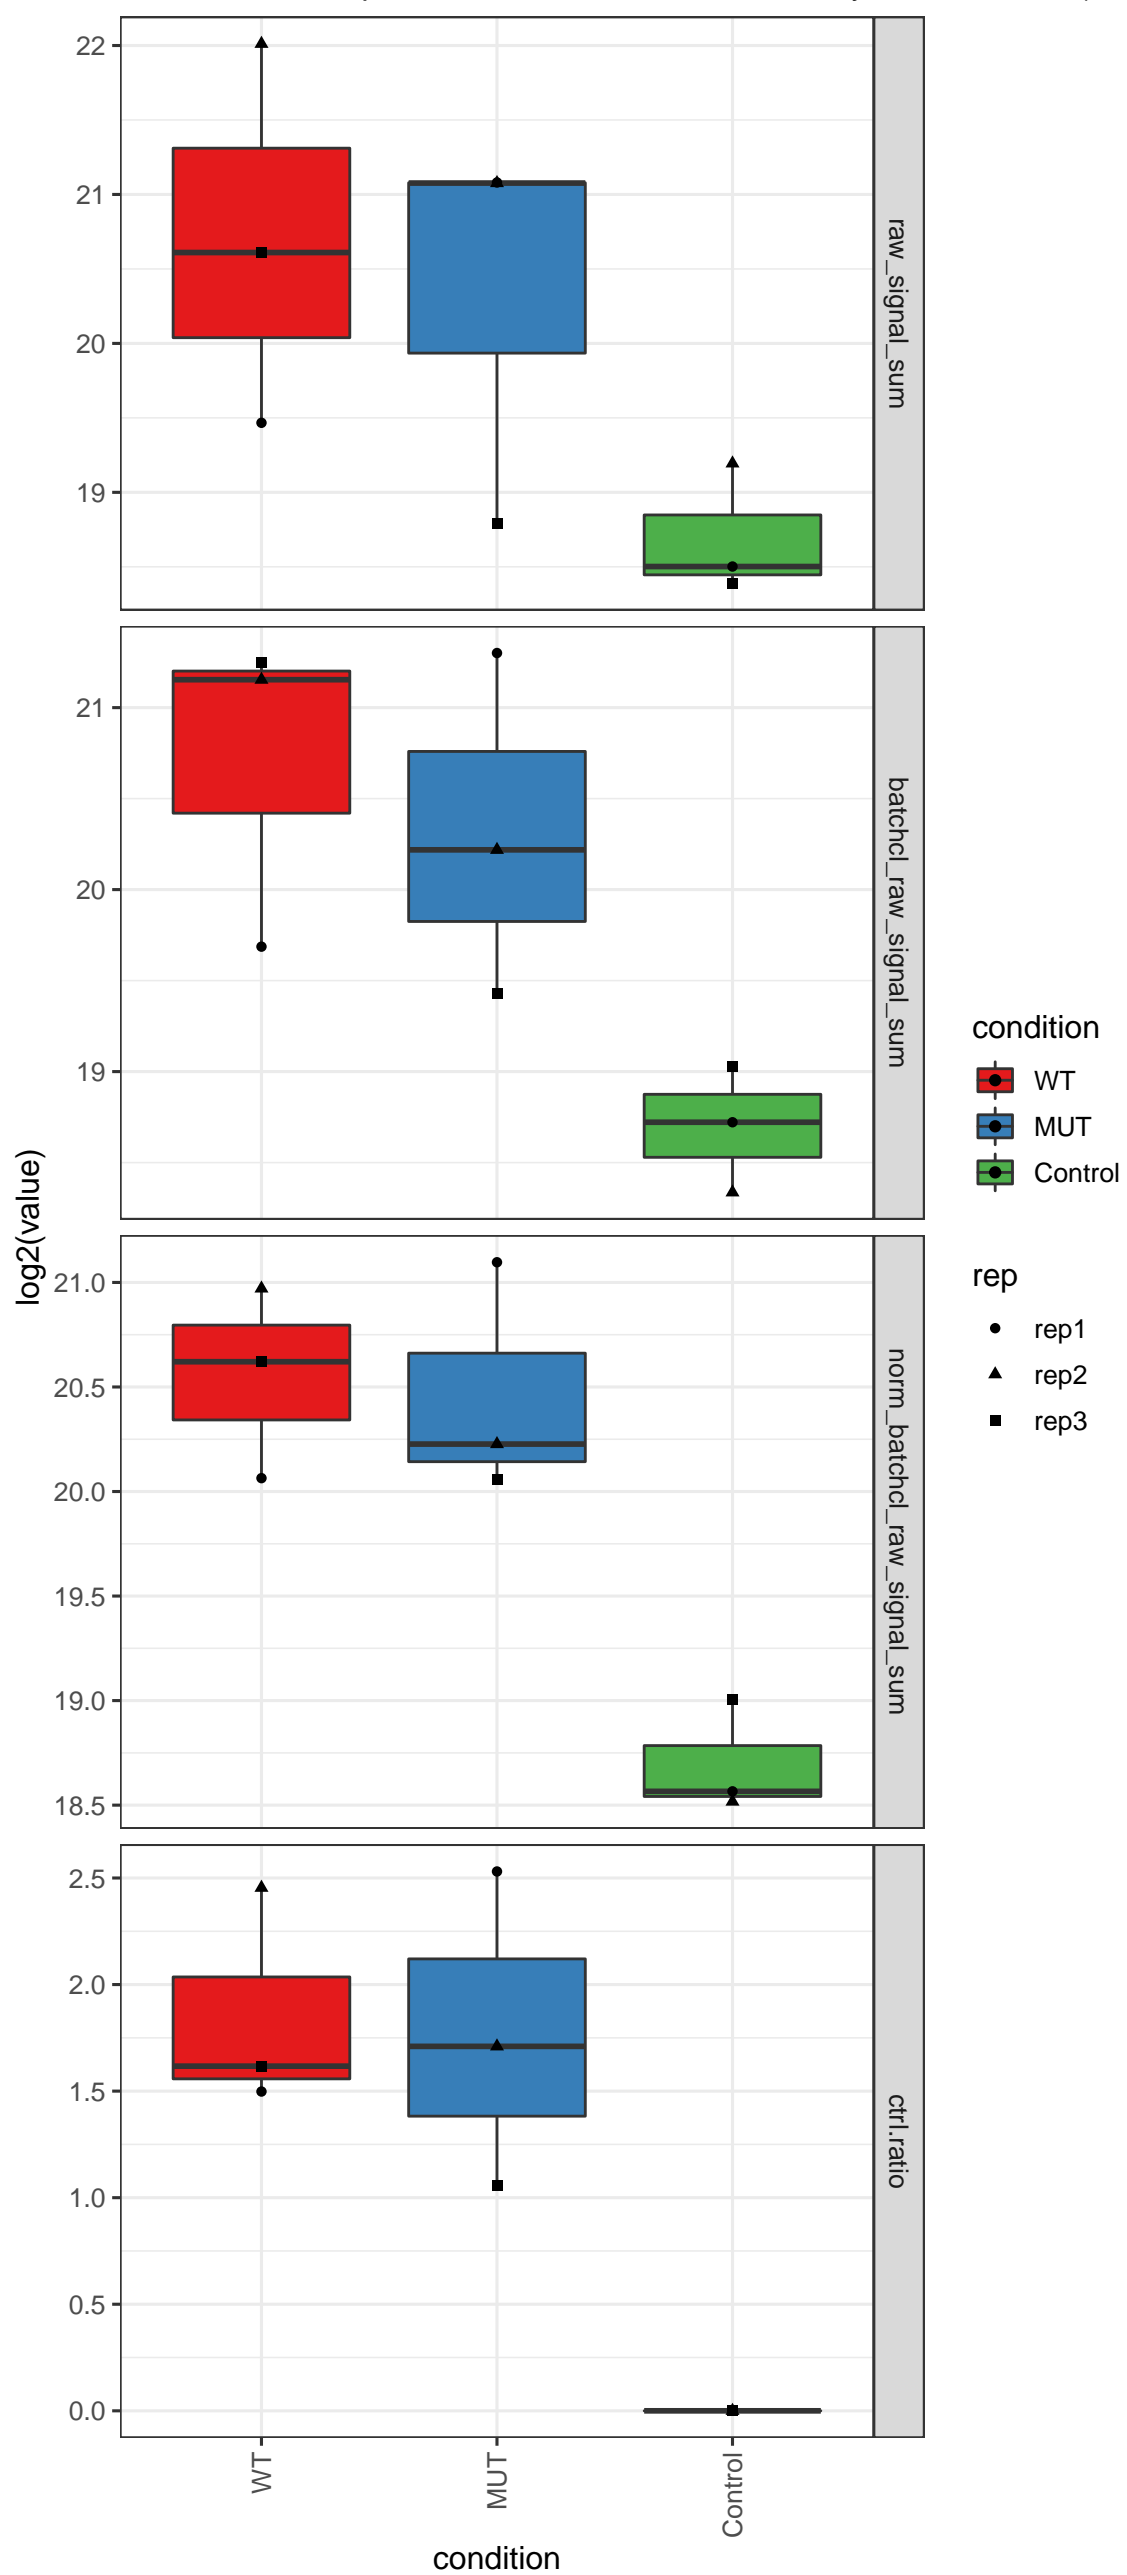 22
21
20
19
raw_signal_sum
21
20
19
batchcl_raw_signal_sum
21.0
20.5
20.0
19.5
19.0
18.5
norm_batchcl_raw_signal_sum
2.5
2.0
1.5
1.0
0.5
0.0
ctrl.ratio
log2(value)
WT
MUT
Control
condition
condition
WT
MUT
Control
rep
rep1
rep2
rep3